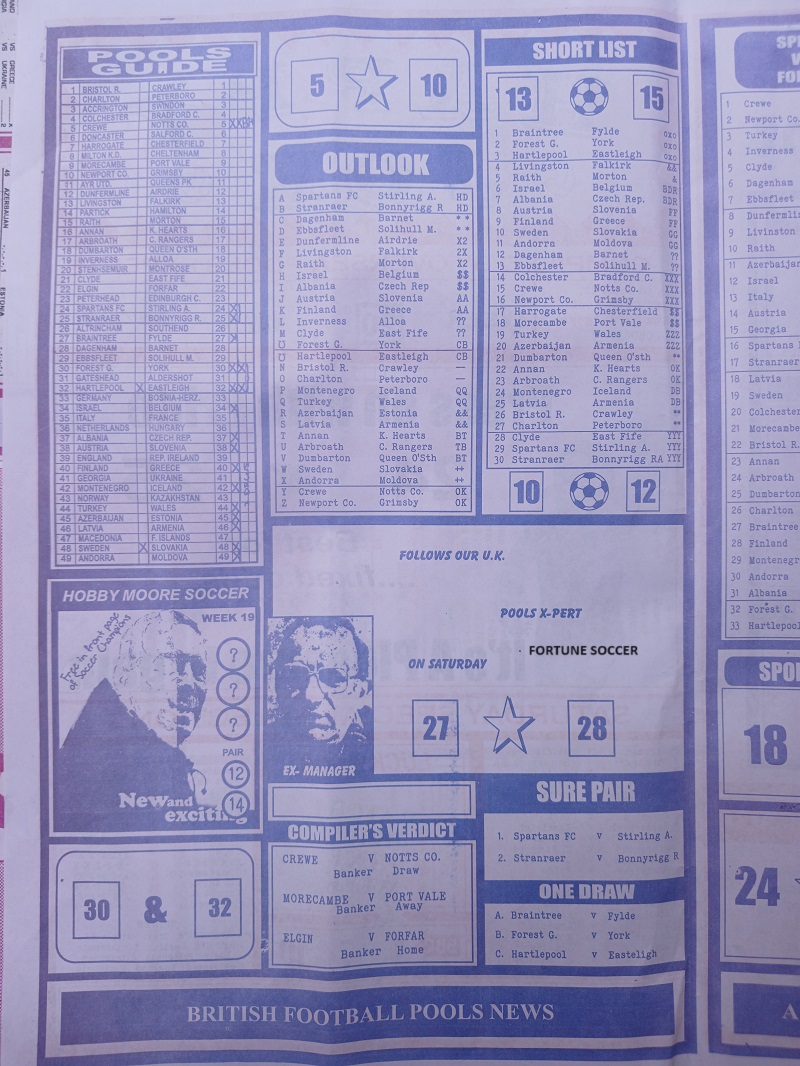 POOLS
GUIDE
1 BRISTOL R. CRAWLEY 1
2 CHARLTON PETERBORO 2
3 ACCRINGTON SWINDON 3
4 COLCHESTER BRADFORD C. 4
5 CREWE NOTTS CO. 5
6 DONCASTER SALFORD C. 6
7 HARROGATE CHESTERFIELD 7
8 MILTON K.D. CHELTENHAM 8
9 MORECAMBE PORT VALE 9
10 NEWPORT CO. GRIMSBY 10
11 AYR UTD. QUEENS PK 11
12 DUNFERMLINE AIRDRIE 12
13 LIVINGSTON FALKIRK 13
14 PARTICK HAMILTON 14
15 RAITH MORTON 15
16 ANNAN K. HEARTS 16
17 ARBROATH C. RANGERS 17
18 DUMBARTON QUEEN O'STH 18
19 INVERNESS ALLOA 19
20 STENHSEMUIR MONTROSE 20
21 CLYDE EAST FIFE 21
22 ELGIN FORFAR 22
23 PETERHEAD EDINBURGH C. 23
24 SPARTANS FC STIRLING A. 24
25 STRANRAER BONNYRIGG R. 25
26 ALTRINCHAM SOUTHEND 26
27 BRAINTREE FYLDE 27
28 DAGENHAM BARNET 28
29 EBBSFLEET SOLIHULL M. 29
30 FOREST G. YORK 30
31 GATESHEAD ALDERSHOT 31
32 HARTLEPOOL EASTLEIGH 32
33 GERMANY BOSNIA-HERZ. 33
34 ISRAEL BELGIUM 34
35 ITALY FRANCE 35
36 NETHERLANDS HUNGARY 36
37 ALBANIA CZECH REP. 37
38 AUSTRIA SLOVENIA 38
39 ENGLAND REP. IRELAND 39
40 FINLAND GREECE 40
41 GEORGIA UKRAINE 41
42 MONTENEGRO ICELAND 42
43 NORWAY KAZAKHSTAN 43
44 TURKEY WALES 44
45 AZERBAIJAN ESTONIA 45
46 LATVIA ARMENIA 46
47 MACEDONIA F. ISLANDS 47
48 SWEDEN SLOVAKIA 48
49 ANDORRA MOLDOVA 49
5 10
OUTLOOK
A Spartans FC Stirling A. HD
B Stranraer Bonnyrigg R HD
C Dagenham Barnet * *
D Ebbsfleet Solihull M. * *
E Dunfermline Airdrie X2
F Livingston Falkirk 2X
G Raith Morton X2
H Israel Belgium $$
I Albania Czech Rep $$
J Austria Slovenia AA
K Finland Greece AA
L Inverness Alloa ??
M Clyde East Fife ??
Forest G. York CB
Hartlepool Eastleigh CB
N Bristol R. Crawley —
O Charlton Peterboro —
P Montenegro Iceland QQ
Q Turkey Wales QQ
R Azerbaijan Estonia &&
S Latvia Armenia &&
T Annan K. Hearts BT
U Arbroath C. Rangers TB
V Dumbarton Queen O'Sth BT
W Sweden Slovakia ++
X Andorra Moldova ++
Y Crewe Notts Co. OK
Z Newport Co. Grimsby OK
SHORT LIST
13 15
1 Braintree Fylde OXO
2 Forest G. York OXO
3 Hartlepool Eastleigh OXO
4 Livingston Falkirk &&
5 Raith Morton &
6 Israel Belgium BDR
7 Albania Czech Rep. BDR
8 Austria Slovenia FF
9 Finland Greece FF
10 Sweden Slovakia GG
11 Andorra Moldova GG
12 Dagenham Barnet ??
13 Ebbsfleet Solihull M. ??
14 Colchester Bradford C. XXX
15 Crewe Notts Co. XXX
16 Newport Co. Grimsby XXX
17 Harrogate Chesterfield $$
18 Morecambe Port Vale $$
19 Turkey Wales ZZZ
20 Azerbaijan Armenia ZZZ
21 Dumbarton Queen O'sth **
22 Annan K. Hearts OK
23 Arbroath C. Rangers OK
24 Montenegro Iceland DB
25 Latvia Armenia DB
26 Bristol R. Crawley **
27 Charlton Peterboro **
28 Clyde East Fife YYY
29 Spartans FC Stirling A. YYY
30 Stranraer Bonnyrigg RA YYY
10 12
HOBBY MOORE SOCCER
WEEK 19
Free in front page
of Soccer Champions
?
?
?
PAIR
12
14
New and
exciting
30 & 32
FOLLOWS OUR U.K.
POOLS X-PERT
FORTUNE SOCCER
ON SATURDAY
27 28
EX- MANAGER
COMPILER'S VERDICT
CREWE V NOTTS CO.
Banker Draw
MORECAMBE V PORT VALE
Banker Away
ELGIN V FORFAR
Banker Home
SURE PAIR
1. Spartans FC v Stirling A.
2. Stranraer v Bonnyrigg R
ONE DRAW
A. Braintree v Fylde
B. Forest G. v York
C. Hartlepool v Easteligh
BRITISH FOOTBALL POOLS NEWS
1 Crewe
2 Newport Co.
3 Turkey
4 Inverness
5 Clyde
6 Dagenham
7 Ebbsfleet
8 Dunfermlin
9 Livinston
10 Raith
11 Azerbaijan
12 Israel
13 Italy
14 Austria
15 Georgia
16 Spartans
17 Stranraer
18 Latvia
19 Sweden
20 Colcheste
21 Morecambe
22 Bristol R.
23 Annan
24 Arbroath
25 Dumbarton
26 Charlton
27 Braintree
28 Finland
29 Montenegr
30 Andorra
31 Albania
32 Forest G.
33 Hartlepool
18
24
VS GREECE
VS UKRAINE
45 AZERBAIJAN
ESTONIA